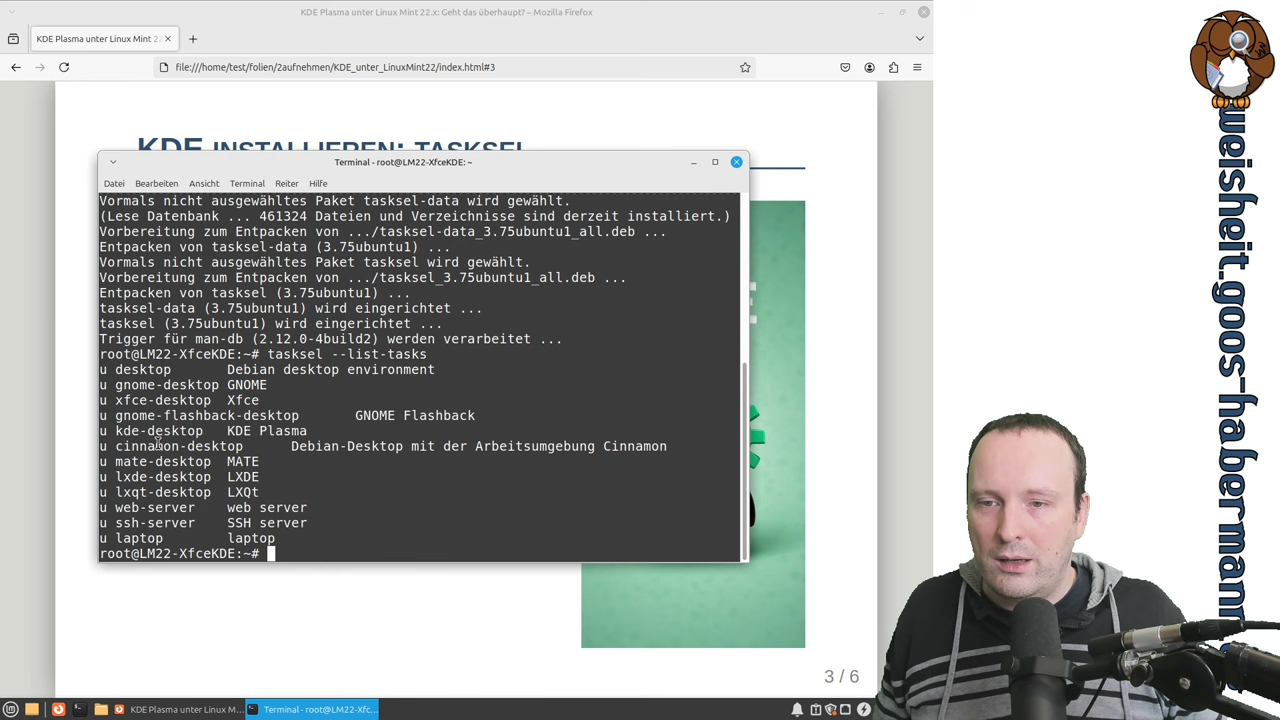 KDE Plasma unter Linux Mint 22.x: Geht das überhaupt? – Mozilla Firefox
KDE Plasma unter Linux Mint 22
file:///home/test/folien/2aufnehmen/KDE_unter_LinuxMint22/index.html#3
KDE INSTALLIEREN: TASKSEL
Terminal - root@LM22-XfceKDE: ~
Datei Bearbeiten Ansicht Terminal Reiter Hilfe
Vormals nicht ausgewähltes Paket tasksel-data wird gewählt.
(Lese Datenbank ... 461324 Dateien und Verzeichnisse sind derzeit installiert.)
Vorbereitung zum Entpacken von .../tasksel-data_3.75ubuntu1_all.deb ...
Entpacken von tasksel-data (3.75ubuntu1) ...
Vormals nicht ausgewähltes Paket tasksel wird gewählt.
Vorbereitung zum Entpacken von .../tasksel_3.75ubuntu1_all.deb ...
Entpacken von tasksel (3.75ubuntu1) ...
tasksel-data (3.75ubuntu1) wird eingerichtet ...
tasksel (3.75ubuntu1) wird eingerichtet ...
Trigger für man-db (2.12.0-4build2) werden verarbeitet ...
root@LM22-XfceKDE:~# tasksel --list-tasks
u desktop Debian desktop environment
u gnome-desktop GNOME
u xfce-desktop Xfce
u gnome-flashback-desktop GNOME Flashback
u kde-desktop KDE Plasma
u cinnamon-desktop Debian-Desktop mit der Arbeitsumgebung Cinnamon
u mate-desktop MATE
u lxde-desktop LXDE
u lxqt-desktop LXQt
u web-server web server
u ssh-server SSH server
u laptop laptop
root@LM22-XfceKDE:~#
3 / 6
KDE Plasma unter Linux M...
Terminal - root@LM22-Xfc...